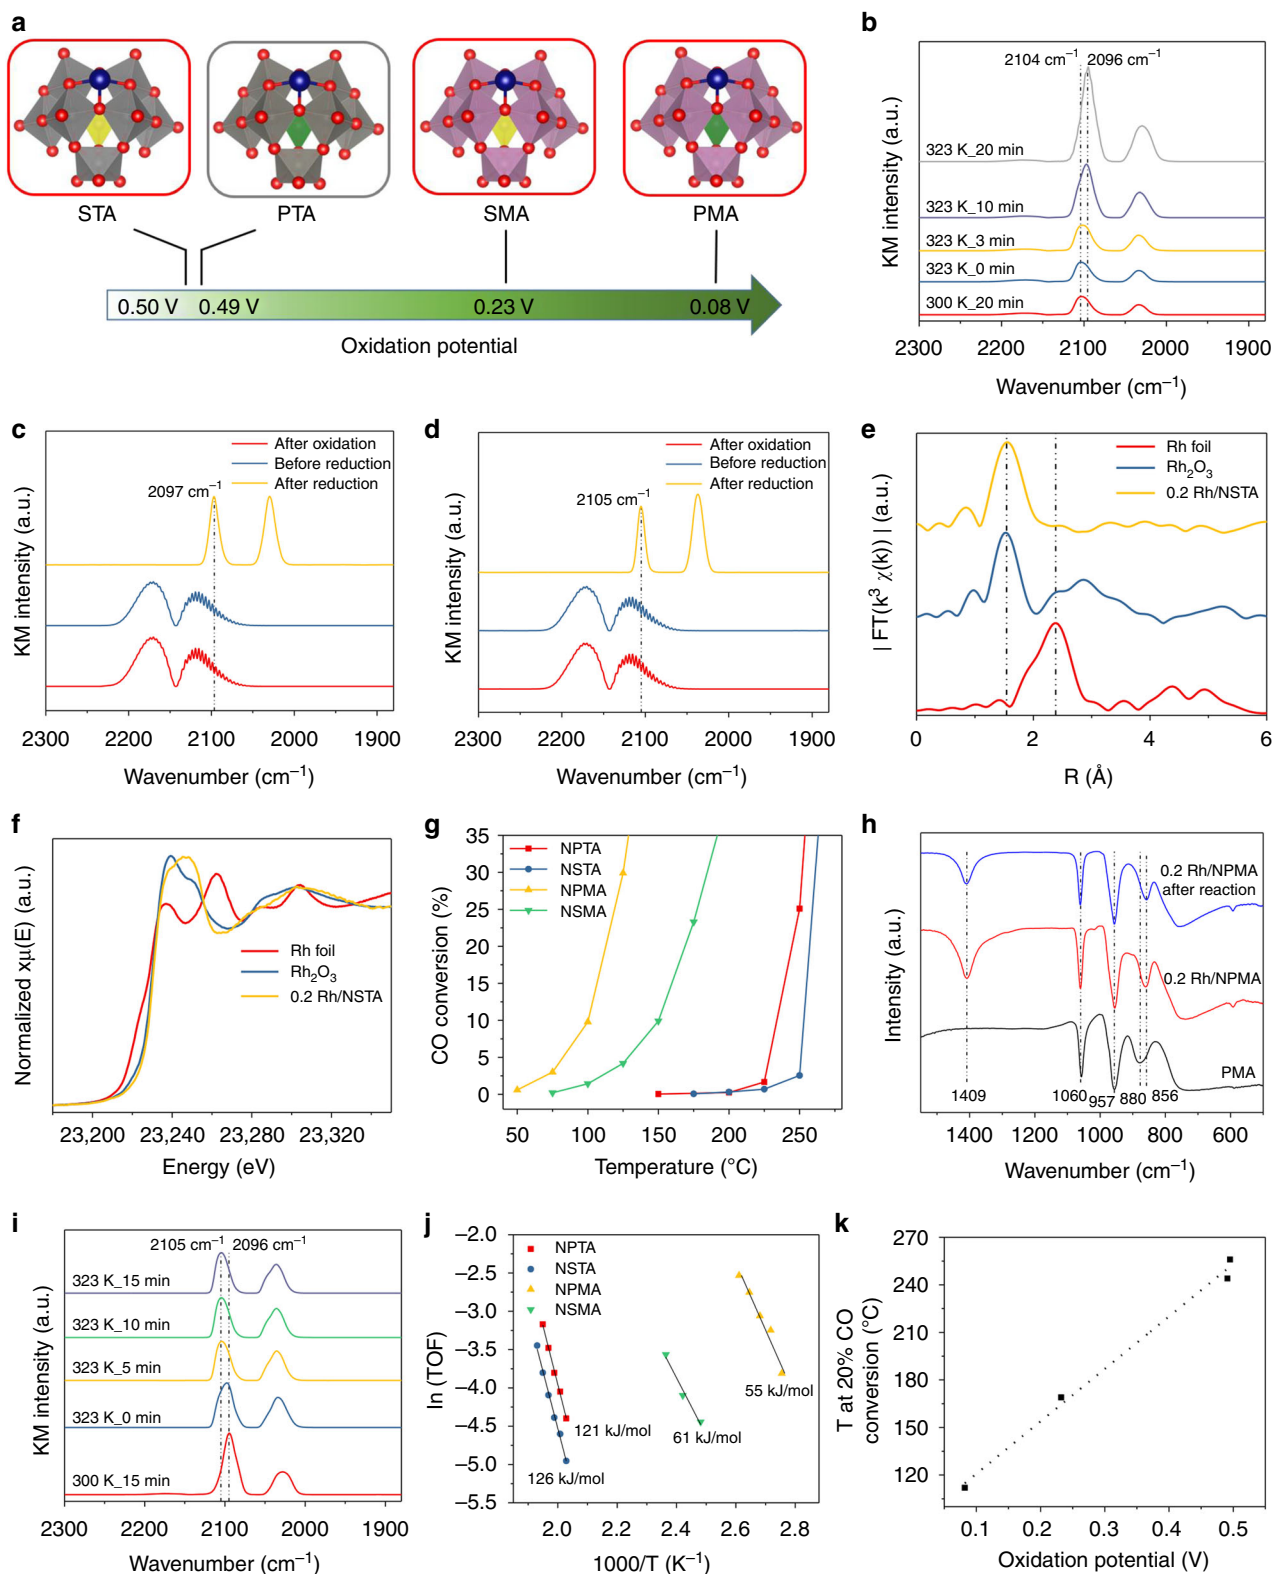 a
STA
PTA
SMA
PMA
0.50 V
0.49 V
0.23 V
0.08 V
Oxidation potential
b
2104 cm⁻¹
2096 cm⁻¹
323 K_20 min
323 K_10 min
323 K_3 min
323 K_0 min
300 K_20 min
KM intensity (a.u.)
2300 2200 2100 2000 1900
Wavenumber (cm⁻¹)
c
After oxidation
Before reduction
After reduction
2097 cm⁻¹
KM intensity (a.u.)
2300 2200 2100 2000 1900
Wavenumber (cm⁻¹)
d
After oxidation
Before reduction
After reduction
2105 cm⁻¹
KM intensity (a.u.)
2300 2200 2100 2000 1900
Wavenumber (cm⁻¹)
e
Rh foil
Rh₂O₃
0.2 Rh/NSTA
| FT(k³ χ(k)) | (a.u.)
0 2 4 6
R (Å)
f
Rh foil
Rh₂O₃
0.2 Rh/NSTA
Normalized xμ(E) (a.u.)
23,200 23,240 23,280 23,320
Energy (eV)
g
NPTA
NSTA
NPMA
NSMA
CO conversion (%)
35
30
25
20
15
10
5
0
50 100 150 200 250
Temperature (°C)
h
0.2 Rh/NPMA
after reaction
0.2 Rh/NPMA
PMA
1409 1060 957 880 856
Intensity (a.u.)
1400 1200 1000 800 600
Wavenumber (cm⁻¹)
i
2105 cm⁻¹
2096 cm⁻¹
323 K_15 min
323 K_10 min
323 K_5 min
323 K_0 min
300 K_15 min
KM intensity (a.u.)
2300 2200 2100 2000 1900
Wavenumber (cm⁻¹)
j
NPTA
NSTA
NPMA
NSMA
–2.0
–2.5
–3.0
–3.5
–4.0
–4.5
–5.0
–5.5
ln (TOF)
55 kJ/mol
121 kJ/mol
61 kJ/mol
126 kJ/mol
2.0 2.2 2.4 2.6 2.8
1000/T (K⁻¹)
k
T at 20% CO
conversion (°C)
270
240
210
180
150
120
0.1 0.2 0.3 0.4 0.5
Oxidation potential (V)